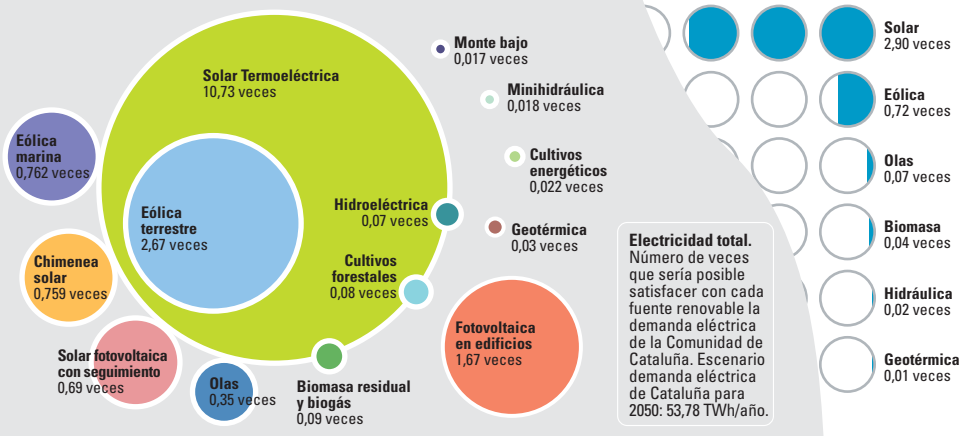 Solar Termoeléctrica
10,73 veces
Monte bajo
0,017 veces
Minihidráulica
0,018 veces
Eólica
marina
0,762 veces
Cultivos
energéticos
0,022 veces
Eólica
terrestre
2,67 veces
Hidroeléctrica
0,07 veces
Geotérmica
0,03 veces
Chimenea
solar
0,759 veces
Cultivos
forestales
0,08 veces
Fotovoltaica
en edificios
1,67 veces
Solar fotovoltaica
con seguimiento
0,69 veces
Olas
0,35 veces
Biomasa residual
y biogás
0,09 veces
Electricidad total.
Número de veces
que sería posible
satisfacer con cada
fuente renovable la
demanda eléctrica
de la Comunidad de
Cataluña. Escenario
demanda eléctrica
de Cataluña para
2050: 53,78 TWh/año.
Solar
2,90 veces
Eólica
0,72 veces
Olas
0,07 veces
Biomasa
0,04 veces
Hidráulica
0,02 veces
Geotérmica
0,01 veces